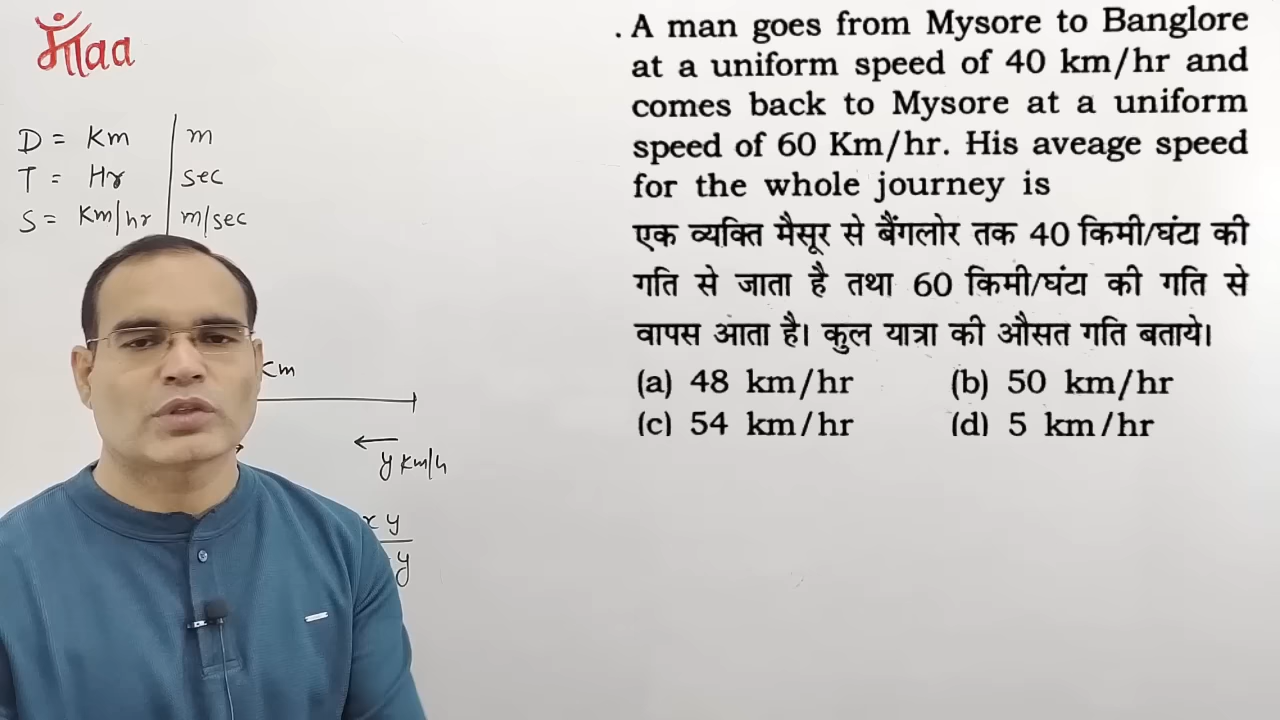 माँaa
D = Km | m
T = Hr | sec
S = Km/hr | m/sec
Km
y Km/h
xy
y
. A man goes from Mysore to Banglore
at a uniform speed of 40 km/hr and
comes back to Mysore at a uniform
speed of 60 Km/hr. His aveage speed
for the whole journey is
एक व्यक्ति मैसूर से बैंगलोर तक 40 किमी/घंटा की
गति से जाता है तथा 60 किमी/घंटा की गति से
वापस आता है। कुल यात्रा की औसत गति बताये।
(a) 48 km/hr (b) 50 km/hr
(c) 54 km/hr (d) 5 km/hr